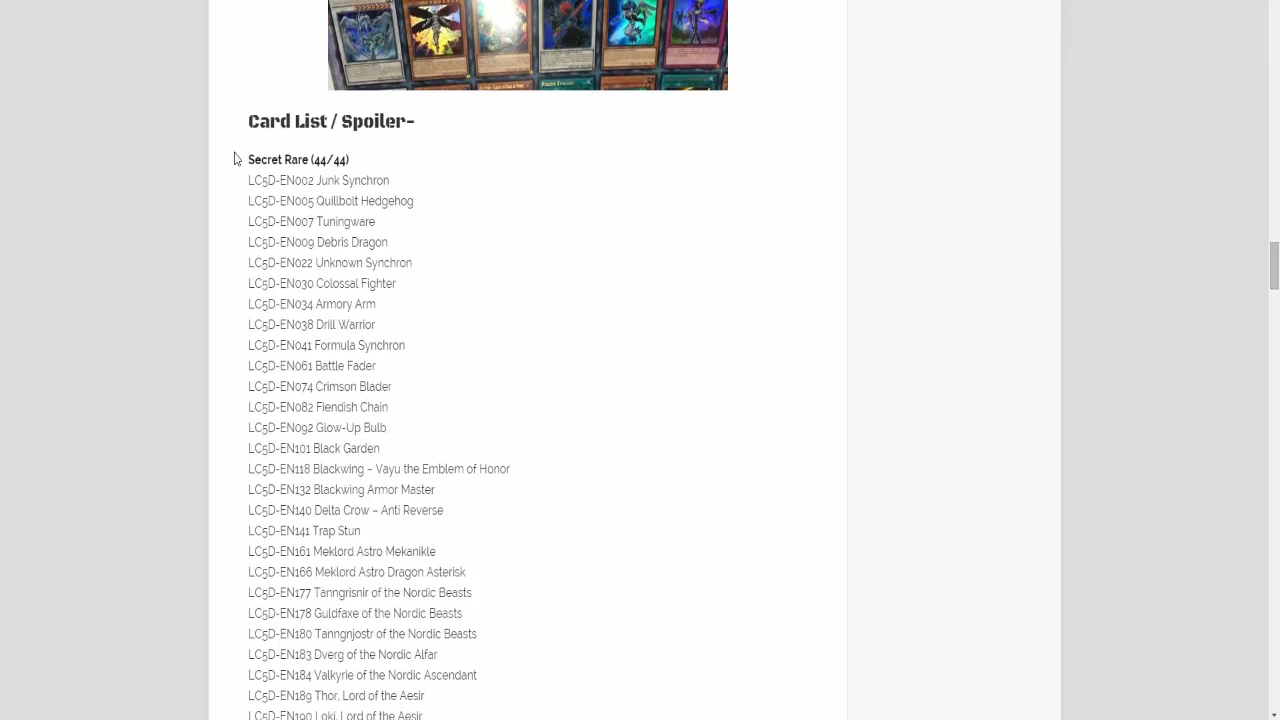 Card List / Spoiler-
Secret Rare (44/44)
LC5D-EN002 Junk Synchron
LC5D-EN005 Quillbolt Hedgehog
LC5D-EN007 Tuningware
LC5D-EN009 Debris Dragon
LC5D-EN022 Unknown Synchron
LC5D-EN030 Colossal Fighter
LC5D-EN034 Armory Arm
LC5D-EN038 Drill Warrior
LC5D-EN041 Formula Synchron
LC5D-EN061 Battle Fader
LC5D-EN074 Crimson Blader
LC5D-EN082 Fiendish Chain
LC5D-EN092 Glow-Up Bulb
LC5D-EN101 Black Garden
LC5D-EN118 Blackwing – Vayu the Emblem of Honor
LC5D-EN132 Blackwing Armor Master
LC5D-EN140 Delta Crow – Anti Reverse
LC5D-EN141 Trap Stun
LC5D-EN161 Meklord Astro Mekanikle
LC5D-EN166 Meklord Astro Dragon Asterisk
LC5D-EN177 Tanngrisnir of the Nordic Beasts
LC5D-EN178 Guldfaxe of the Nordic Beasts
LC5D-EN180 Tanngnjostr of the Nordic Beasts
LC5D-EN183 Dverg of the Nordic Alfar
LC5D-EN184 Valkyrie of the Nordic Ascendant
LC5D-EN189 Thor, Lord of the Aesir
LC5D-EN190 Loki, Lord of the Aesir